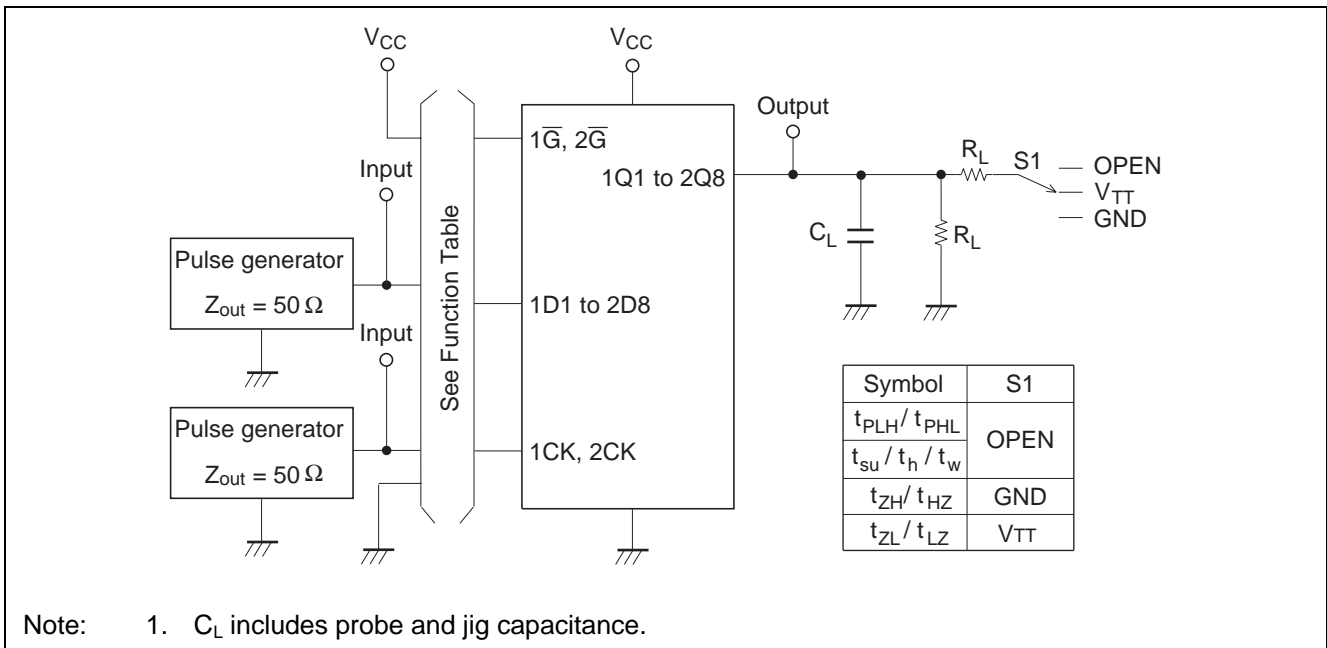 VCC
VCC
Output
1G̅, 2G̅
Input
1Q1 to 2Q8
RL
S1
OPEN
VTT
GND
CL
RL
Pulse generator
Zout = 50 Ω
See Function Table
1D1 to 2D8
Input
Pulse generator
Zout = 50 Ω
1CK, 2CK
Symbol S1
tPLH / tPHL
OPEN
tsu / th / tw
tZH / tHZ GND
tZL / tLZ VTT
Note: 1. CL includes probe and jig capacitance.